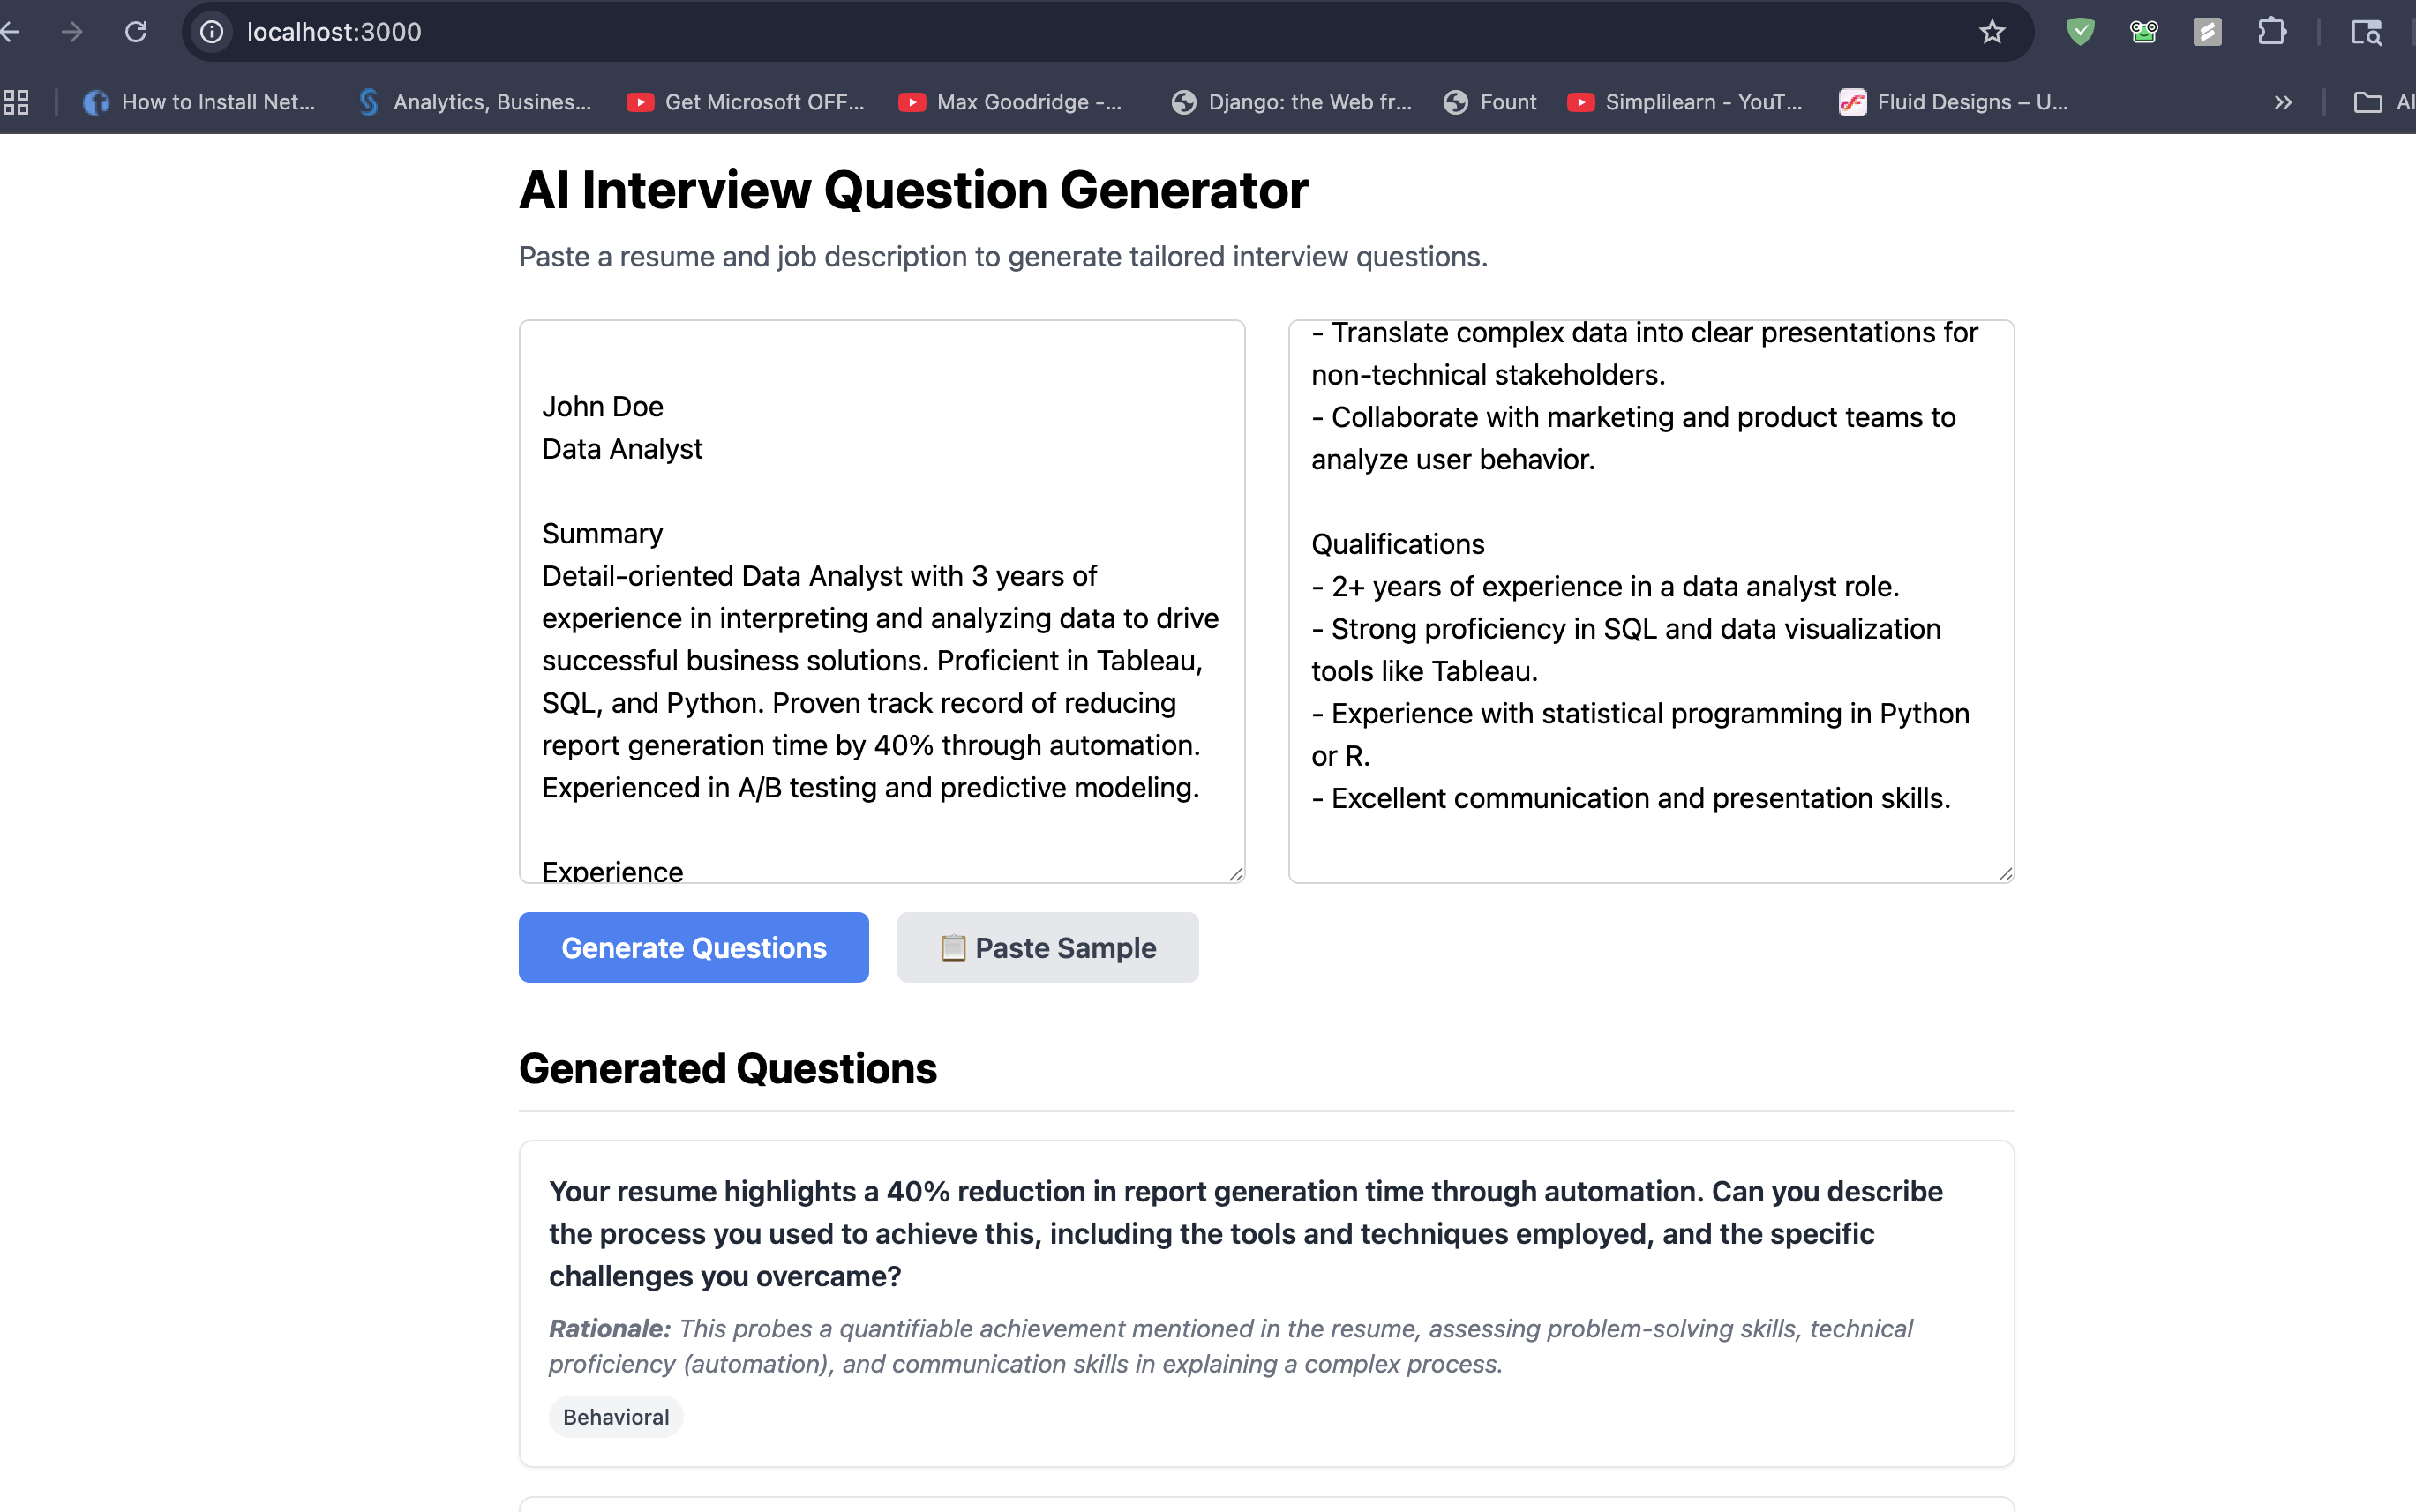 localhost:3000
How to Install Net...
Analytics, Busines...
Get Microsoft OFF...
Max Goodridge -...
Django: the Web fr...
Fount
Simplilearn - YouT...
Fluid Designs – U...
Al
AI Interview Question Generator
Paste a resume and job description to generate tailored interview questions.
John Doe
Data Analyst
Summary
Detail-oriented Data Analyst with 3 years of
experience in interpreting and analyzing data to drive
successful business solutions. Proficient in Tableau,
SQL, and Python. Proven track record of reducing
report generation time by 40% through automation.
Experienced in A/B testing and predictive modeling.
Experience
- Translate complex data into clear presentations for
non-technical stakeholders.
- Collaborate with marketing and product teams to
analyze user behavior.
Qualifications
- 2+ years of experience in a data analyst role.
- Strong proficiency in SQL and data visualization
tools like Tableau.
- Experience with statistical programming in Python
or R.
- Excellent communication and presentation skills.
Generate Questions
📋 Paste Sample
Generated Questions
Your resume highlights a 40% reduction in report generation time through automation. Can you describe
the process you used to achieve this, including the tools and techniques employed, and the specific
challenges you overcame?
Rationale: This probes a quantifiable achievement mentioned in the resume, assessing problem-solving skills, technical
proficiency (automation), and communication skills in explaining a complex process.
Behavioral